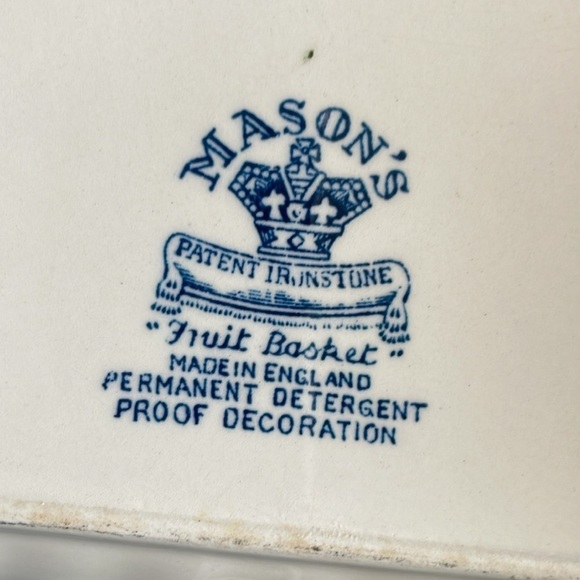 MASON'S
PATENT IRONSTONE
"Fruit Basket"
MADE IN ENGLAND
PERMANENT DETERGENT
PROOF DECORATION